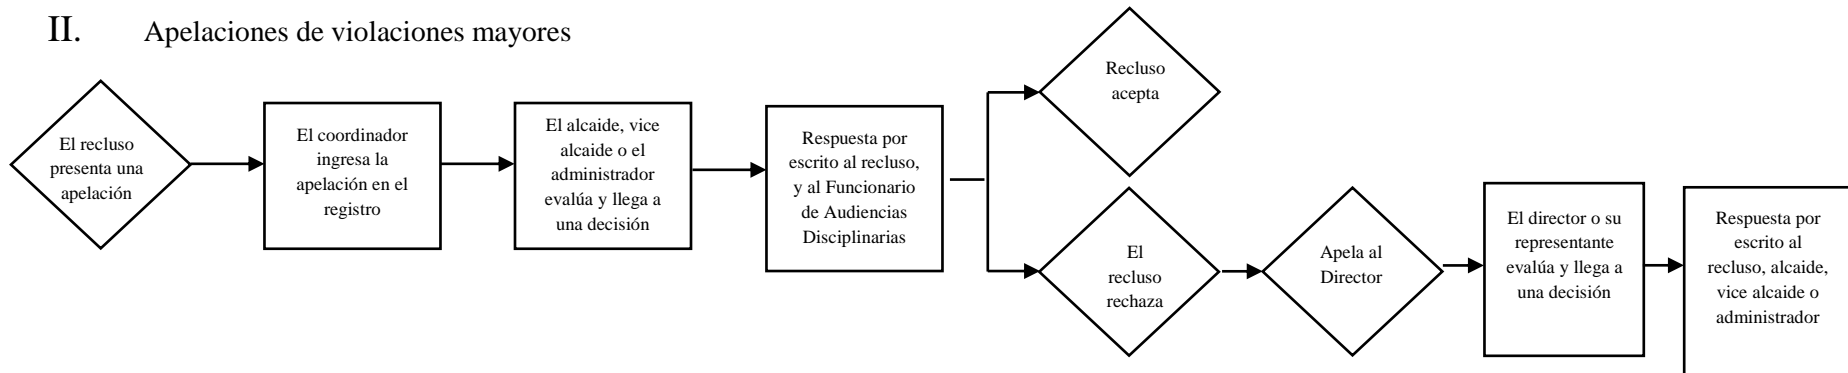 II. Apelaciones de violaciones mayores
El recluso
presenta una
apelación
El coordinador
ingresa la
apelación en el
registro
El alcaide, vice
alcaide o el
administrador
evalúa y llega a
una decisión
Respuesta por
escrito al recluso,
y al Funcionario
de Audiencias
Disciplinarias
Recluso
acepta
El
recluso
rechaza
Apela al
Director
El director o su
representante
evalúa y llega a
una decisión
Respuesta por
escrito al
recluso, alcaide,
vice alcaide o
administrador